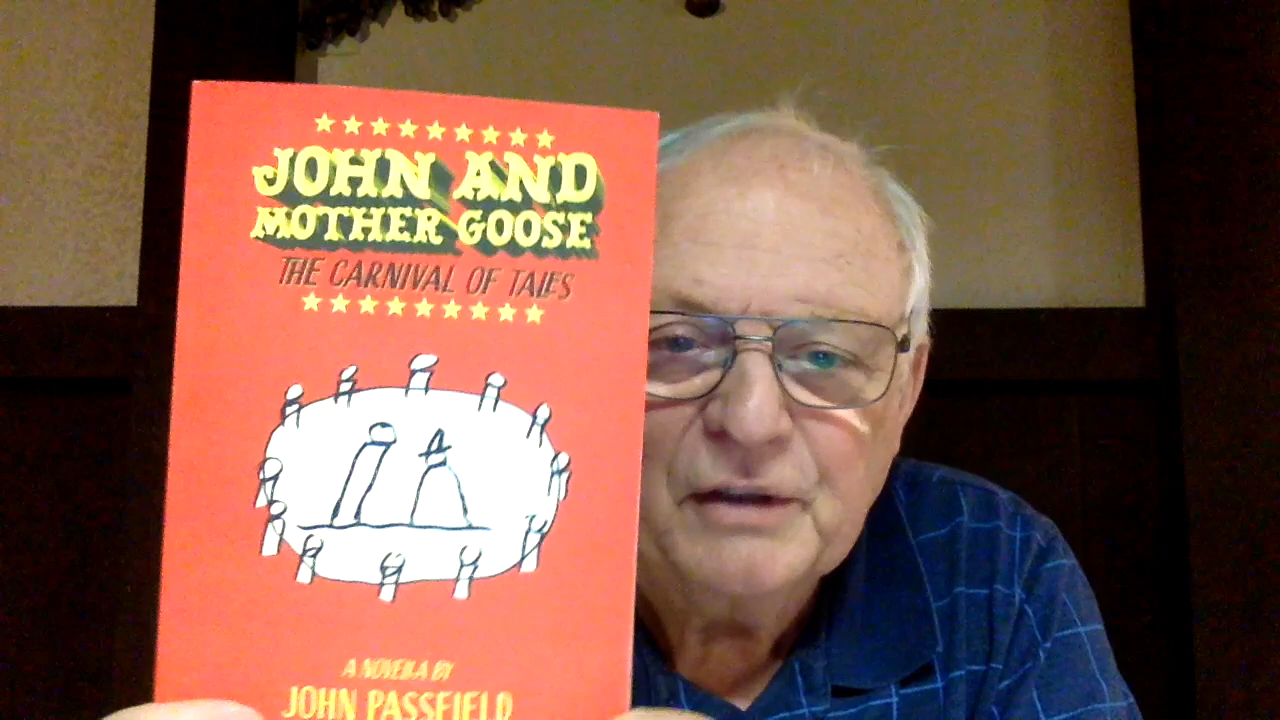 JOHN AND
MOTHER GOOSE
THE CARNIVAL OF TALES
A NOVELLA BY
JOHN PASSFIELD